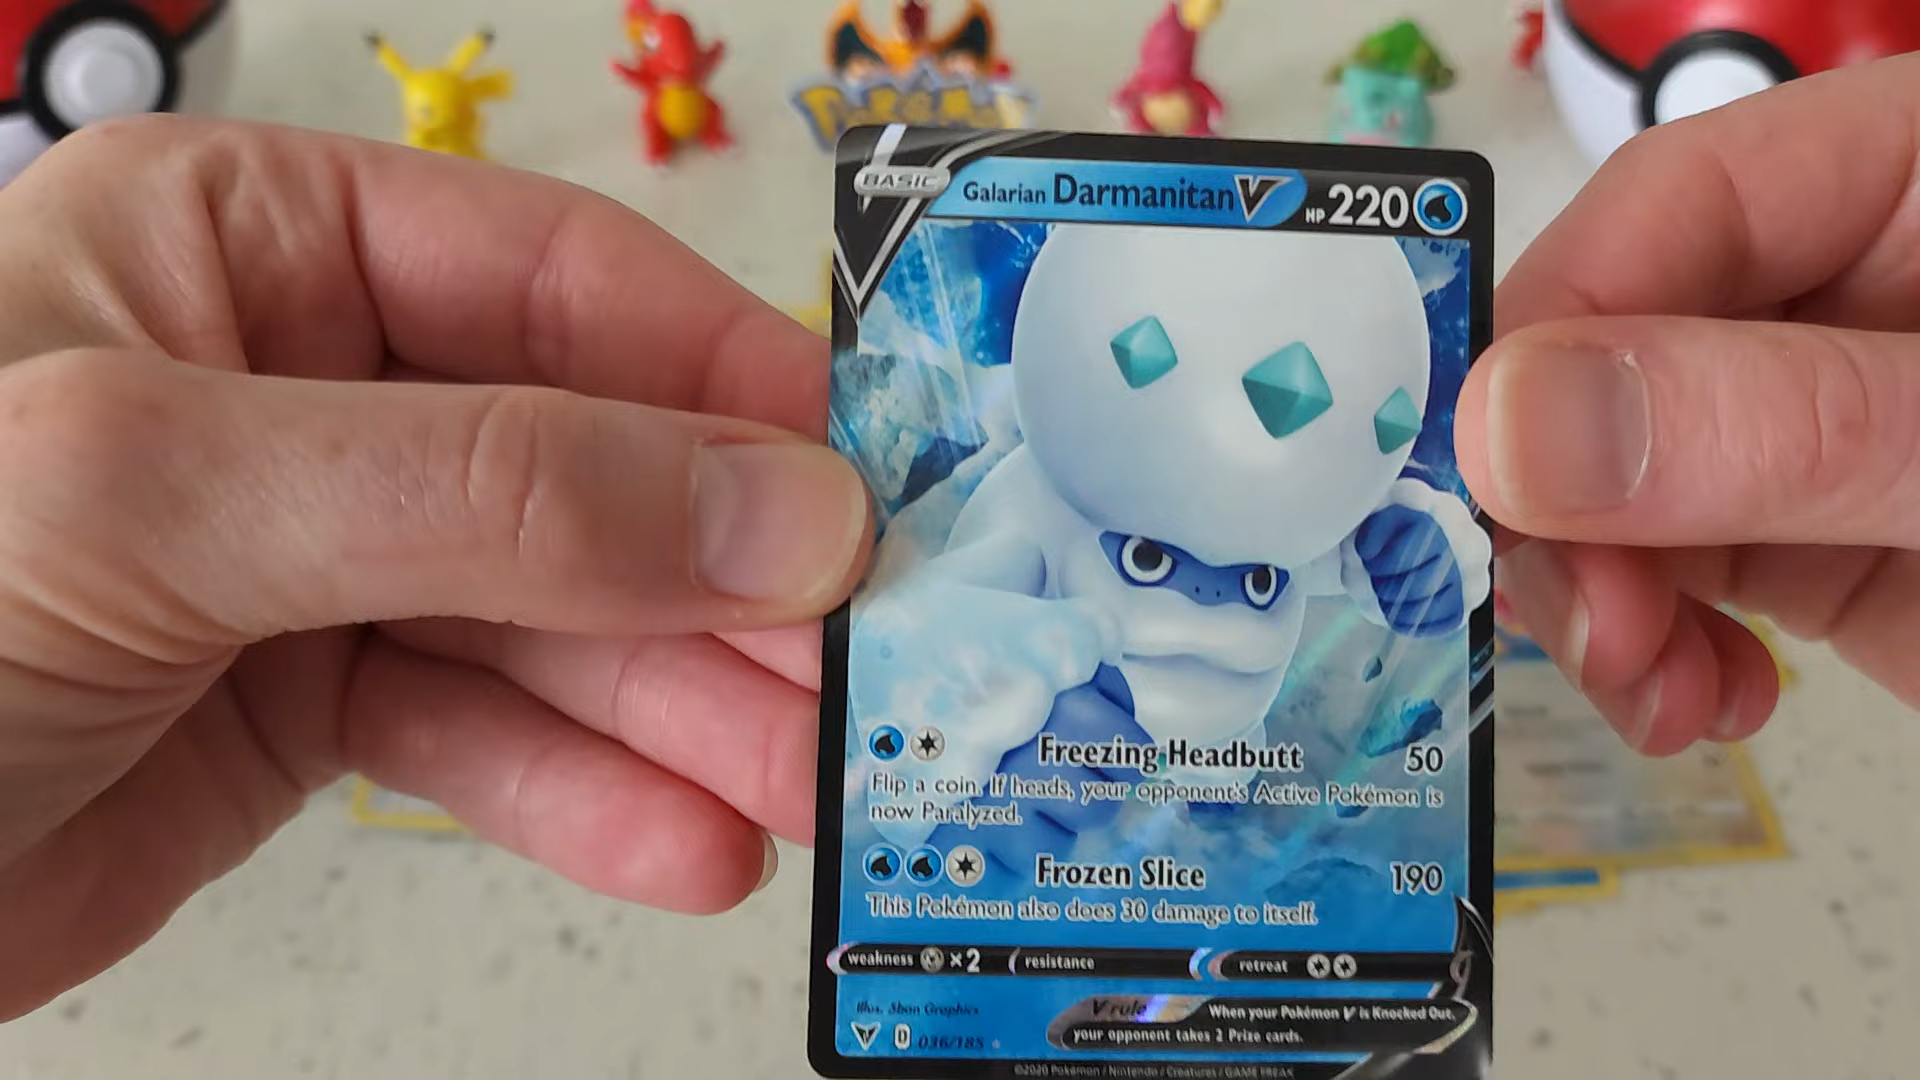 Pokémon
BASIC
Galarian Darmanitan V HP 220
Freezing Headbutt 50
Flip a coin. If heads, your opponent's Active Pokémon is
now Paralyzed.
Frozen Slice 190
This Pokémon also does 30 damage to itself.
weakness ×2 resistance retreat
Illus. 5ban Graphics
V rule When your Pokémon V is Knocked Out,
your opponent takes 2 Prize cards.
D 036/185
©2020 Pokémon / Nintendo / Creatures / GAME FREAK